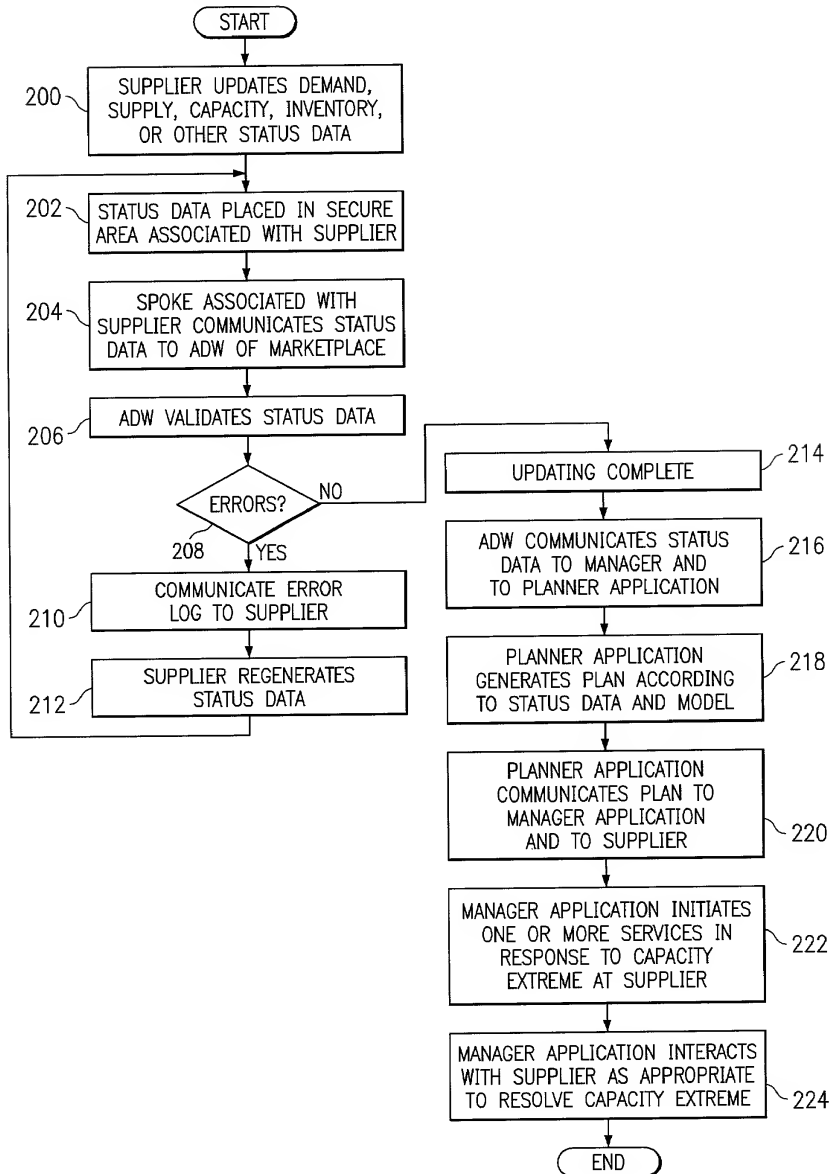 START
200
SUPPLIER UPDATES DEMAND,
SUPPLY, CAPACITY, INVENTORY,
OR OTHER STATUS DATA
202
STATUS DATA PLACED IN SECURE
AREA ASSOCIATED WITH SUPPLIER
204
SPOKE ASSOCIATED WITH
SUPPLIER COMMUNICATES STATUS
DATA TO ADW OF MARKETPLACE
206
ADW VALIDATES STATUS DATA
ERRORS?
NO
208
YES
210
COMMUNICATE ERROR
LOG TO SUPPLIER
212
SUPPLIER REGENERATES
STATUS DATA
UPDATING COMPLETE
214
ADW COMMUNICATES STATUS
DATA TO MANAGER AND
TO PLANNER APPLICATION
216
PLANNER APPLICATION
GENERATES PLAN ACCORDING
TO STATUS DATA AND MODEL
218
PLANNER APPLICATION
COMMUNICATES PLAN TO
MANAGER APPLICATION
AND TO SUPPLIER
220
MANAGER APPLICATION INITIATES
ONE OR MORE SERVICES IN
RESPONSE TO CAPACITY
EXTREME AT SUPPLIER
222
MANAGER APPLICATION INTERACTS
WITH SUPPLIER AS APPROPRIATE
TO RESOLVE CAPACITY EXTREME
224
END